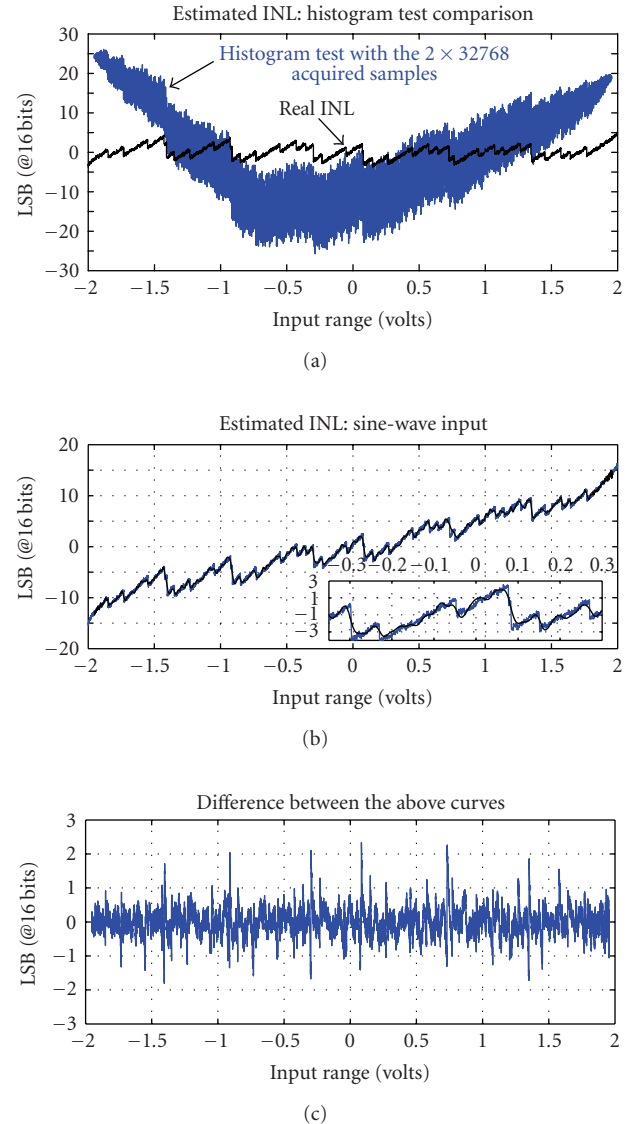 Estimated INL: histogram test comparison
30
20
10
0
−10
−20
−30
LSB (@16 bits)
Histogram test with the 2 × 32768
acquired samples
Real INL
−2 −1.5 −1 −0.5 0 0.5 1 1.5 2
Input range (volts)
(a)
Estimated INL: sine-wave input
20
10
0
−10
−20
LSB (@16 bits)
−0.3 −0.2 −0.1 0 0.1 0.2 0.3
3
1
−1
−3
−2 −1.5 −1 −0.5 0 0.5 1 1.5 2
Input range (volts)
(b)
Difference between the above curves
3
2
1
0
−1
−2
−3
LSB (@16 bits)
−2 −1.5 −1 −0.5 0 0.5 1 1.5 2
Input range (volts)
(c)